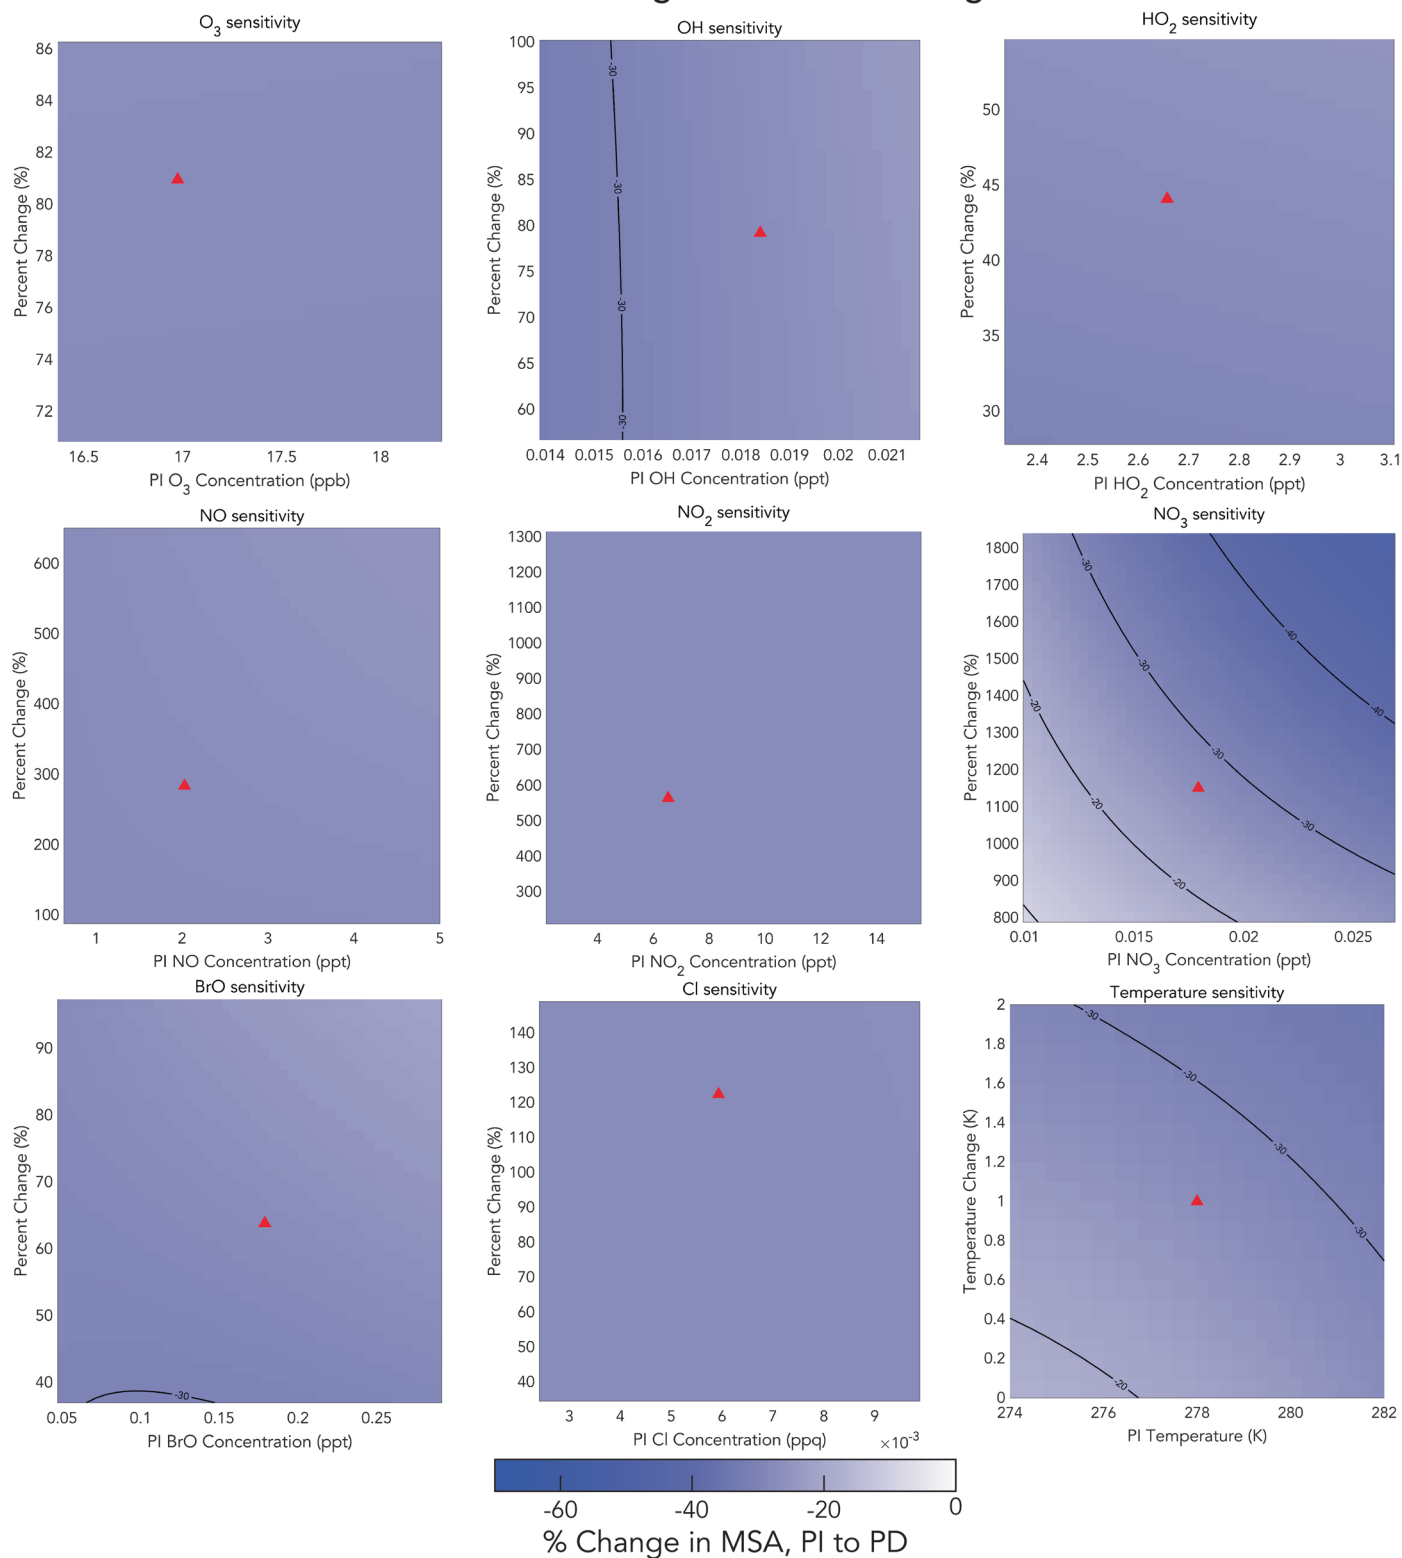 O3 sensitivity
86
84
82
80
78
76
74
72
Percent Change (%)
16.5 17 17.5 18
PI O3 Concentration (ppb)
OH sensitivity
100
95
90
85
80
75
70
65
60
Percent Change (%)
-30
-30
-30
-30
0.014 0.015 0.016 0.017 0.018 0.019 0.02 0.021
PI OH Concentration (ppt)
HO2 sensitivity
50
45
40
35
30
Percent Change (%)
2.4 2.5 2.6 2.7 2.8 2.9 3 3.1
PI HO2 Concentration (ppt)
NO sensitivity
600
500
400
300
200
100
Percent Change (%)
1 2 3 4 5
PI NO Concentration (ppt)
NO2 sensitivity
1300
1200
1100
1000
900
800
700
600
500
400
300
Percent Change (%)
4 6 8 10 12 14
PI NO2 Concentration (ppt)
NO3 sensitivity
1800
1700
1600
1500
1400
1300
1200
1100
1000
900
800
Percent Change (%)
-30
-40
-30
-20
-40
-30
-20
-30
-20
0.01 0.015 0.02 0.025
PI NO3 Concentration (ppt)
BrO sensitivity
90
80
70
60
50
40
Percent Change (%)
-30
0.05 0.1 0.15 0.2 0.25
PI BrO Concentration (ppt)
Cl sensitivity
140
130
120
110
100
90
80
70
60
50
40
Percent Change (%)
3 4 5 6 7 8 9
PI Cl Concentration (ppq) ×10-3
Temperature sensitivity
2
1.8
1.6
1.4
1.2
1
0.8
0.6
0.4
0.2
0
Temperature Change (K)
-30
-30
-30
-30
-20
274 276 278 280 282
PI Temperature (K)
-60 -40 -20 0
% Change in MSA, PI to PD